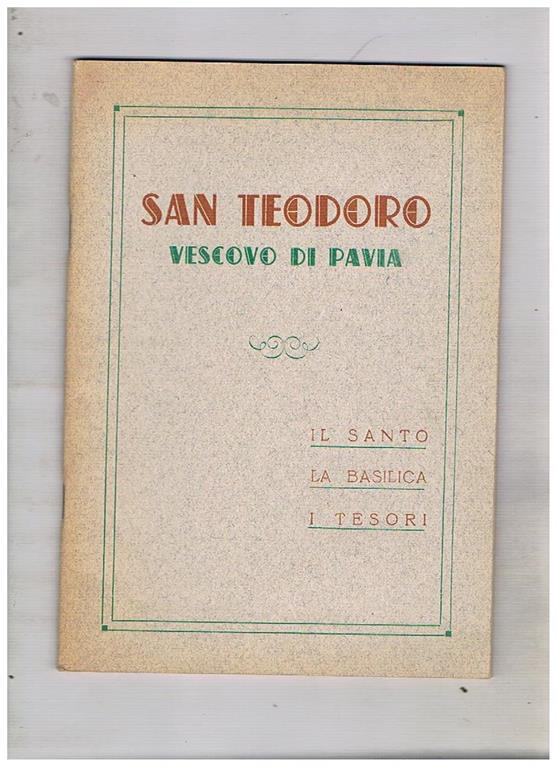 SAN TEODORO
VESCOVO DI PAVIA
IL SANTO
LA BASILICA
I TESORI